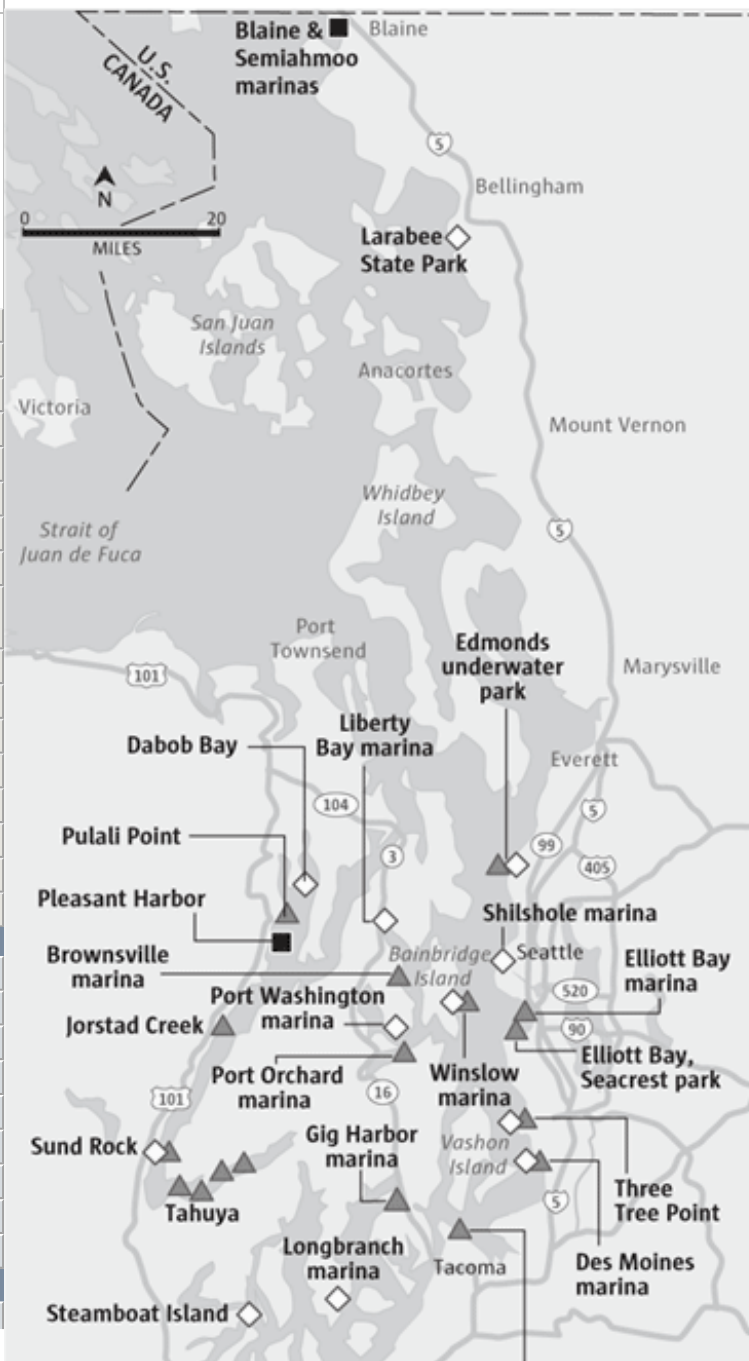 Blaine &
Semiahmoo
marinas
Blaine
U.S.
CANADA
5
N
0 20
MILES
Bellingham
Larabee
State Park
San Juan
Islands
Anacortes
Victoria
Mount Vernon
Whidbey
Island
5
Strait of
Juan de Fuca
Port
Townsend
Edmonds
underwater
park
101
Marysville
Liberty
Bay marina
Dabob Bay
Everett
104
5
Pulali Point
3
99
405
Pleasant Harbor
Shilshole marina
Brownsville
marina
Bainbridge
Island
Seattle
Elliott Bay
marina
Port Washington
marina
520
Jorstad Creek
90
Elliott Bay,
Seacrest park
Port Orchard
marina
Winslow
marina
16
101
Sund Rock
Gig Harbor
marina
Vashon
Island
Three
Tree Point
5
Tahuya
Longbranch
marina
Tacoma
Des Moines
marina
Steamboat Island